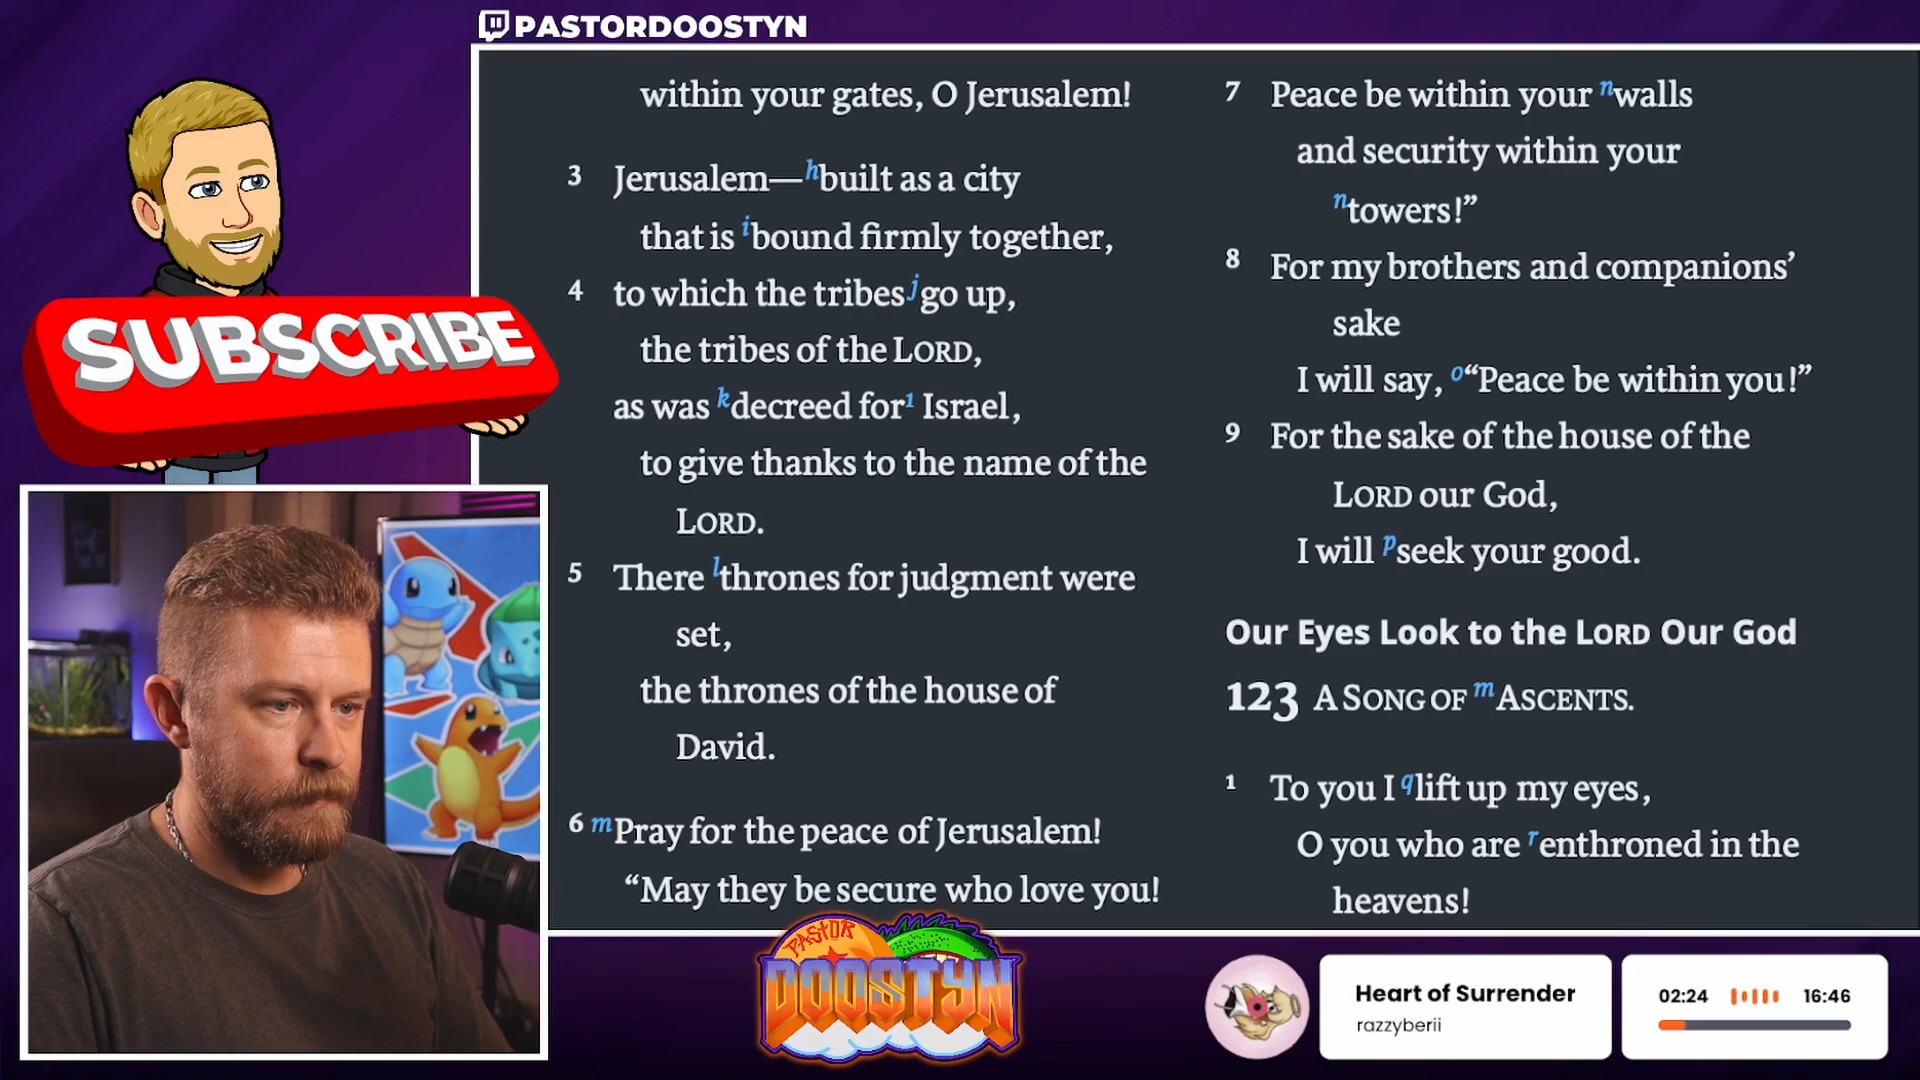 PASTORDOOSTYN
SUBSCRIBE
within your gates, O Jerusalem!
3 Jerusalem—hbuilt as a city
that is ibound firmly together,
4 to which the tribes jgo up,
the tribes of the LORD,
as was kdecreed for1 Israel,
to give thanks to the name of the
LORD.
5 There lthrones for judgment were
set,
the thrones of the house of
David.
6 mPray for the peace of Jerusalem!
“May they be secure who love you!
7 Peace be within your nwalls
and security within your
ntowers!”
8 For my brothers and companions’
sake
I will say, o“Peace be within you!”
9 For the sake of the house of the
LORD our God,
I will pseek your good.
Our Eyes Look to the LORD Our God
123 A SONG OF mASCENTS.
1 To you I qlift up my eyes,
O you who are renthroned in the
heavens!
PASTOR
DOOSTYN
Heart of Surrender
razzyberii
02:24 16:46